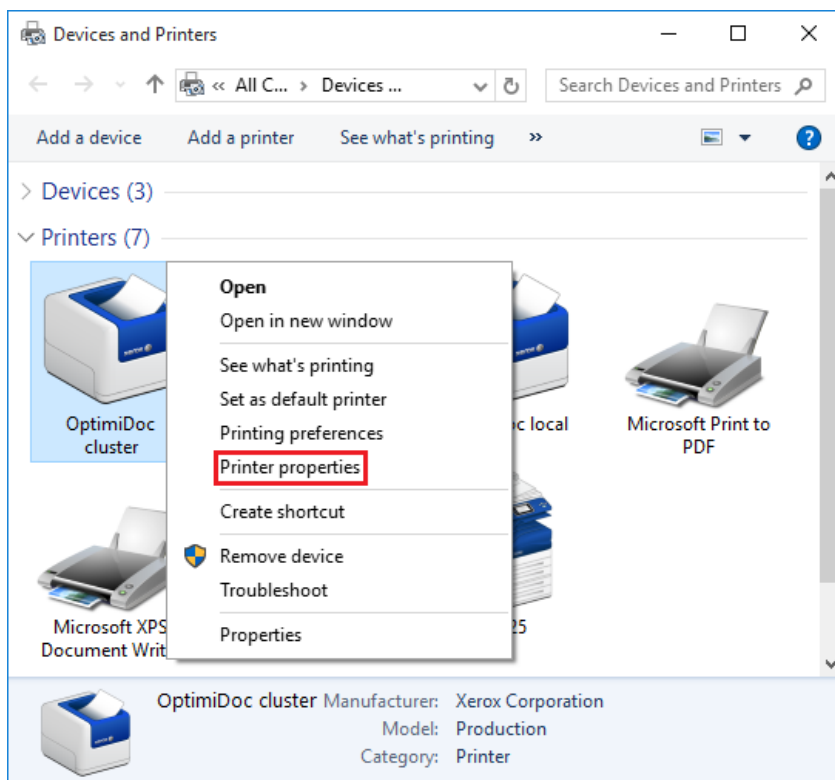 Devices and Printers
« All C... › Devices ...
Search Devices and Printers
Add a device Add a printer See what's printing »
Devices (3)
Printers (7)
Open
Open in new window
See what's printing
Set as default printer
Printing preferences
Printer properties
Create shortcut
Remove device
Troubleshoot
Properties
OptimiDoc
cluster
c local
Microsoft Print to
PDF
Microsoft XPS
Document Writ
25
OptimiDoc cluster Manufacturer: Xerox Corporation
Model: Production
Category: Printer